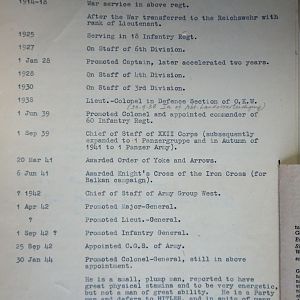 1914-18 War service in above regt.
After the War transferred to the Reichswehr with
rank of Lieutenant.
1925 Serving in 18 Infantry Regt.
1927 On Staff of 6th Division.
1 Jan 28 Promoted Captain, later accelerated two years.
1928 On Staff of 4th Division.
1930 On Staff of 3rd Division.
1938 Lieut.-Colonel in Defence Section of O.K.W.
1 Jun 39 Promoted Colonel and appointed commander of
60 Infantry Regt.
1 Sep 39 Chief of Staff of XXII Corps (subsequently
expanded to 1 Panzergruppe and in Autumn of
1941 to 1 Panzer Army).
20 Mar 41 Awarded Order of Yoke and Arrows.
6 Jun 41 Awarded Knight's Cross of the Iron Cross (for
Balkan campaign).
? 1942 Chief of Staff of Army Group West.
1 Apr 42 Promoted Major-General.
? Promoted Lieut.-General.
1 Sep 42 ? Promoted Infantry General.
25 Sep 42 Appointed C.G.S. of Army.
30 Jan 44 Promoted Colonel-General, still in above
appointment.
He is a small, plump man, reported to have
great physical stamina and to be very energetic,
but not a man of great ability. He is a Party
man and defers to HITLER, and in